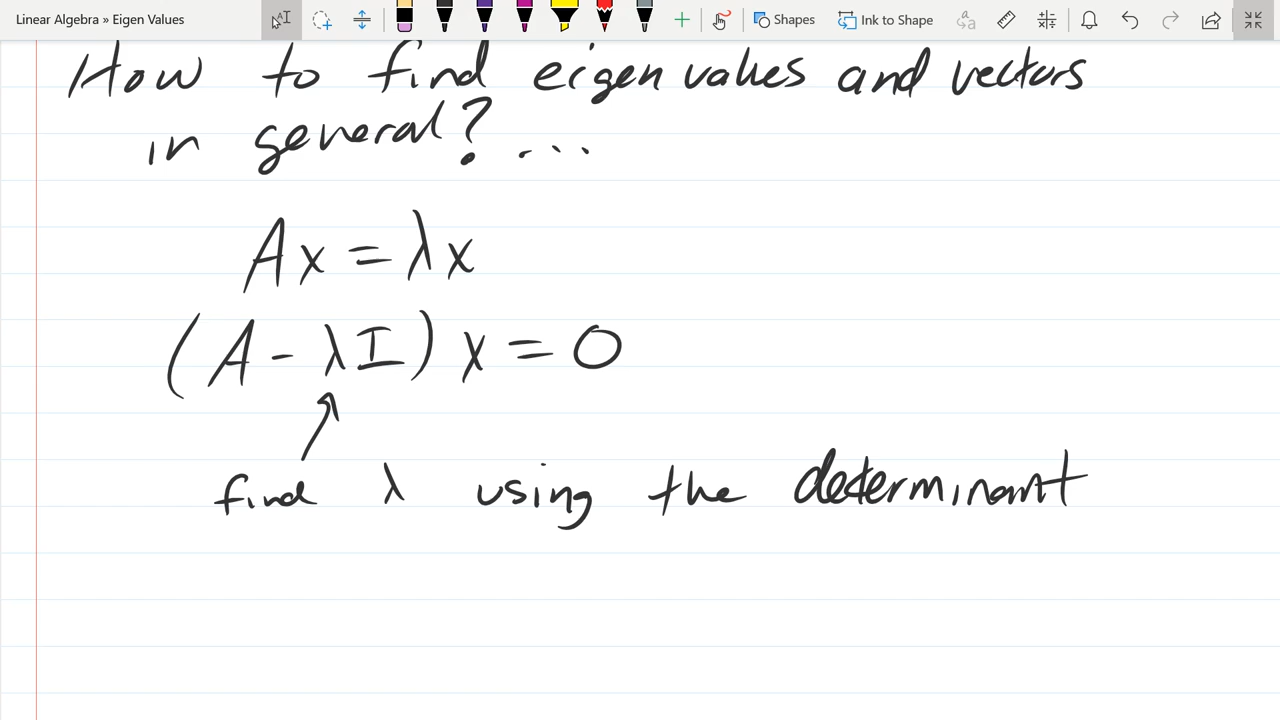 Linear Algebra » Eigen Values
Shapes
Ink to Shape
How to find eigen values and vectors
in general? ...
Ax = λx
(A - λI) x = 0
find λ using the determinant